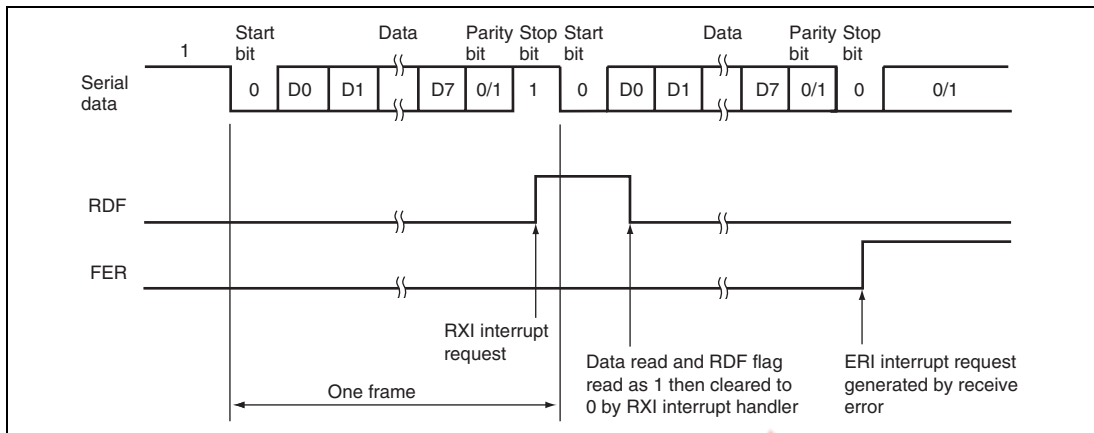 1
Start bit
Data
Parity bit
Stop bit
Start bit
Data
Parity bit
Stop bit
Serial data
0 D0 D1 D7 0/1 1 0 D0 D1 D7 0/1 0 0/1
RDF
FER
RXI interrupt
request
Data read and RDF flag
read as 1 then cleared to
0 by RXI interrupt handler
ERI interrupt request
generated by receive
error
One frame